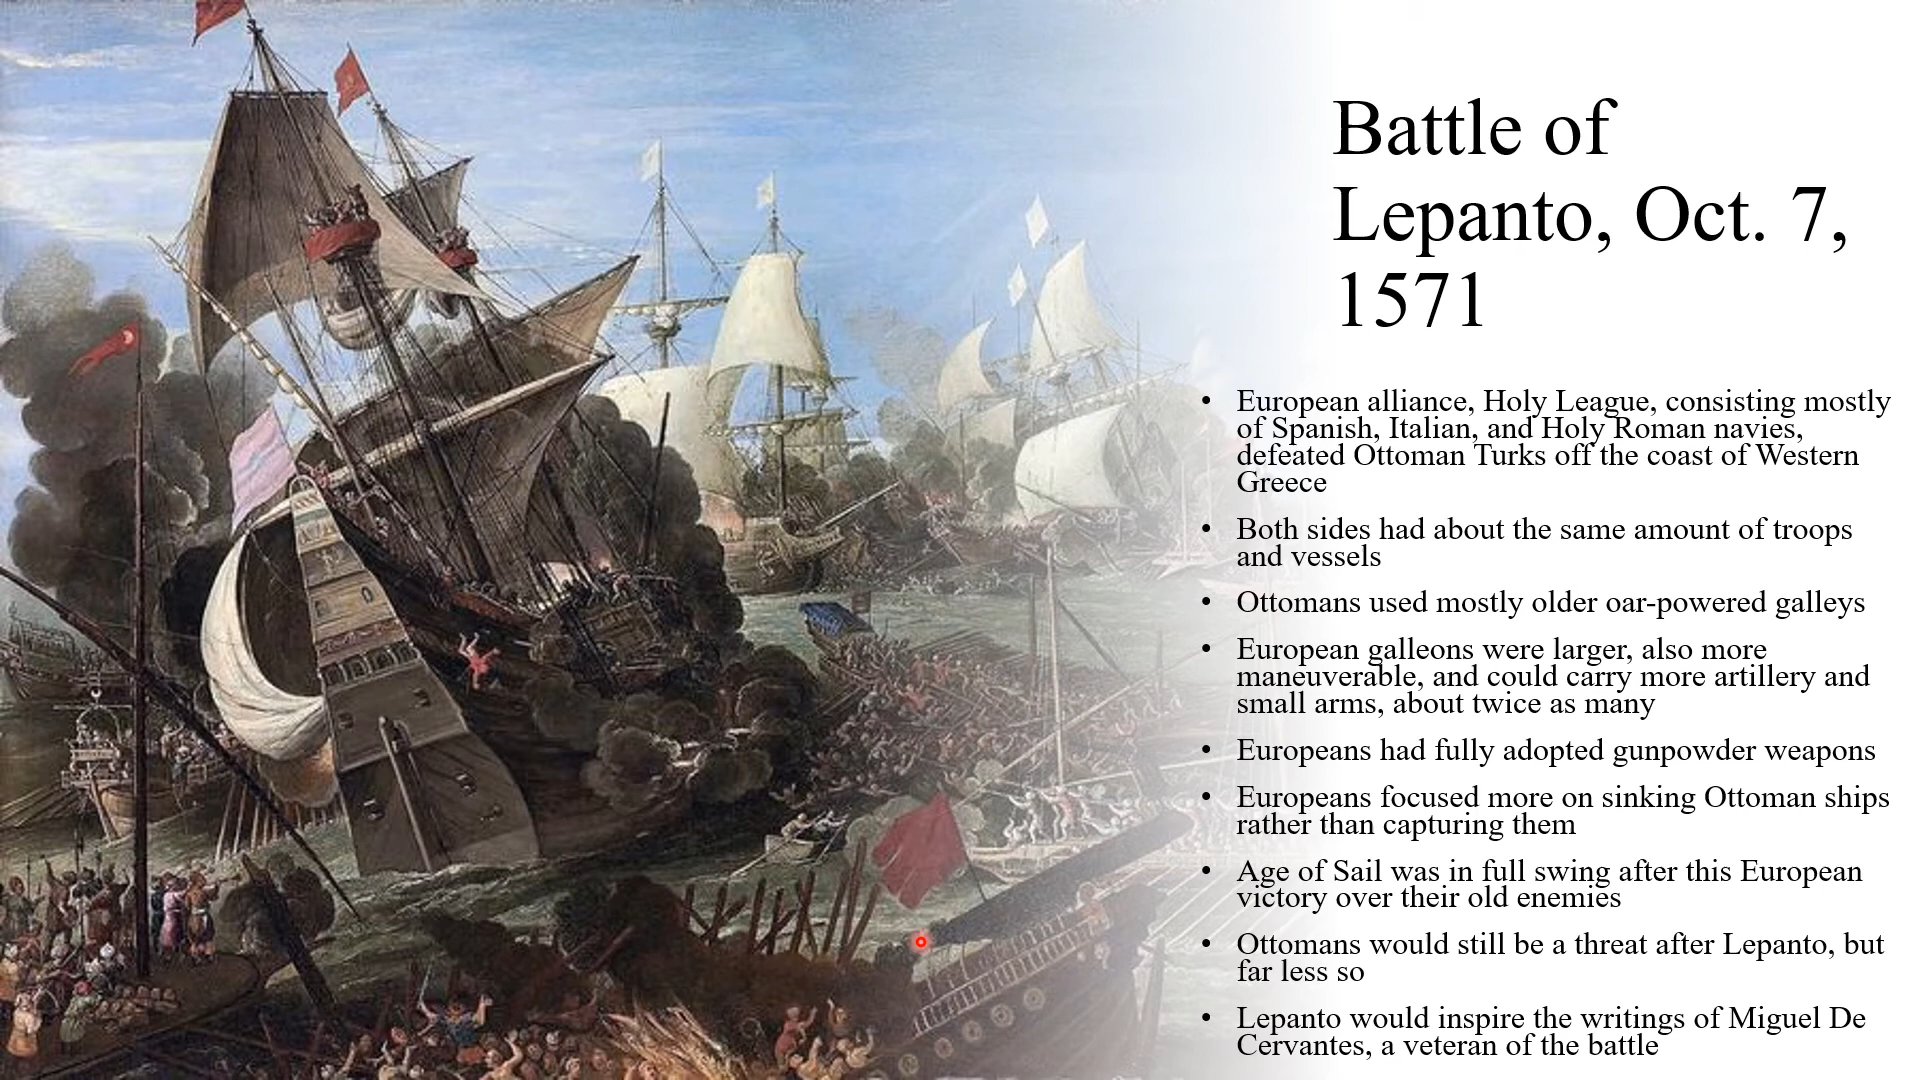 Battle of
Lepanto, Oct. 7,
1571
• European alliance, Holy League, consisting mostly
of Spanish, Italian, and Holy Roman navies,
defeated Ottoman Turks off the coast of Western
Greece
• Both sides had about the same amount of troops
and vessels
• Ottomans used mostly older oar-powered galleys
• European galleons were larger, also more
maneuverable, and could carry more artillery and
small arms, about twice as many
• Europeans had fully adopted gunpowder weapons
• Europeans focused more on sinking Ottoman ships
rather than capturing them
• Age of Sail was in full swing after this European
victory over their old enemies
• Ottomans would still be a threat after Lepanto, but
far less so
• Lepanto would inspire the writings of Miguel De
Cervantes, a veteran of the battle